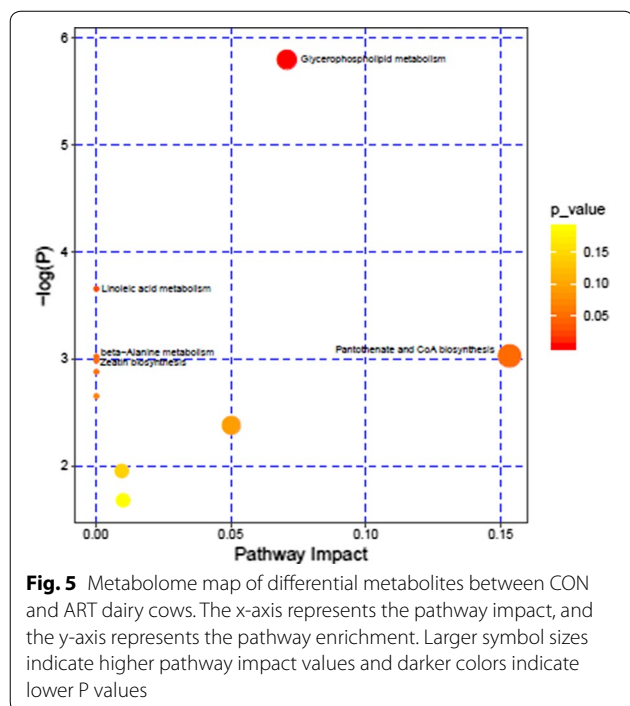 6
5
4
3
2
−log(P)
Glycerophospholipid metabolism
Linoleic acid metabolism
beta−Alanine metabolism
Zeatin biosynthesis
Pantothenate and CoA biosynthesis
0.00
0.05
0.10
0.15
Pathway Impact
p_value
0.15
0.10
0.05
Fig. 5 Metabolome map of differential metabolites between CON
and ART dairy cows. The x-axis represents the pathway impact, and
the y-axis represents the pathway enrichment. Larger symbol sizes
indicate higher pathway impact values and darker colors indicate
lower P values